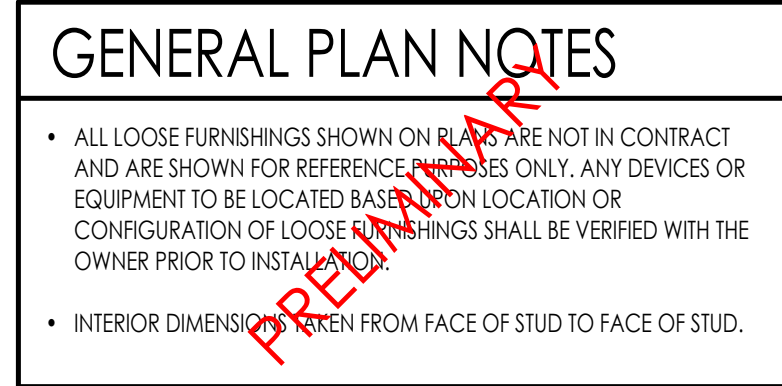 GENERAL PLAN NOTES
• ALL LOOSE FURNISHINGS SHOWN ON PLANS ARE NOT IN CONTRACT
AND ARE SHOWN FOR REFERENCE PURPOSES ONLY. ANY DEVICES OR
EQUIPMENT TO BE LOCATED BASED UPON LOCATION OR
CONFIGURATION OF LOOSE FURNISHINGS SHALL BE VERIFIED WITH THE
OWNER PRIOR TO INSTALLATION.
• INTERIOR DIMENSIONS TAKEN FROM FACE OF STUD TO FACE OF STUD.
PRELIMINARY